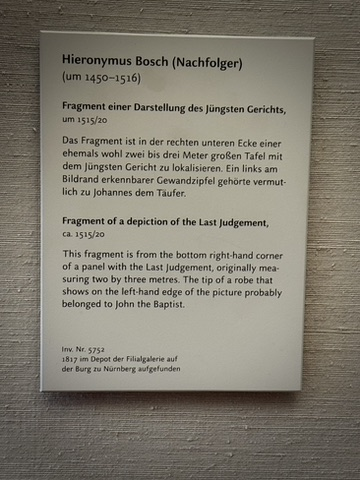 Hieronymus Bosch (Nachfolger)
(um 1450–1516)
Fragment einer Darstellung des Jüngsten Gerichts,
um 1515/20
Das Fragment ist in der rechten unteren Ecke einer
ehemals wohl zwei bis drei Meter großen Tafel mit
dem Jüngsten Gericht zu lokalisieren. Ein links am
Bildrand erkennbarer Gewandzipfel gehörte vermut-
lich zu Johannes dem Täufer.
Fragment of a depiction of the Last Judgement,
ca. 1515/20
This fragment is from the bottom right-hand corner
of a panel with the Last Judgement, originally mea-
suring two by three metres. The tip of a robe that
shows on the left-hand edge of the picture probably
belonged to John the Baptist.
Inv. Nr. 5752
1817 im Depot der Filialgalerie auf
der Burg zu Nürnberg aufgefunden